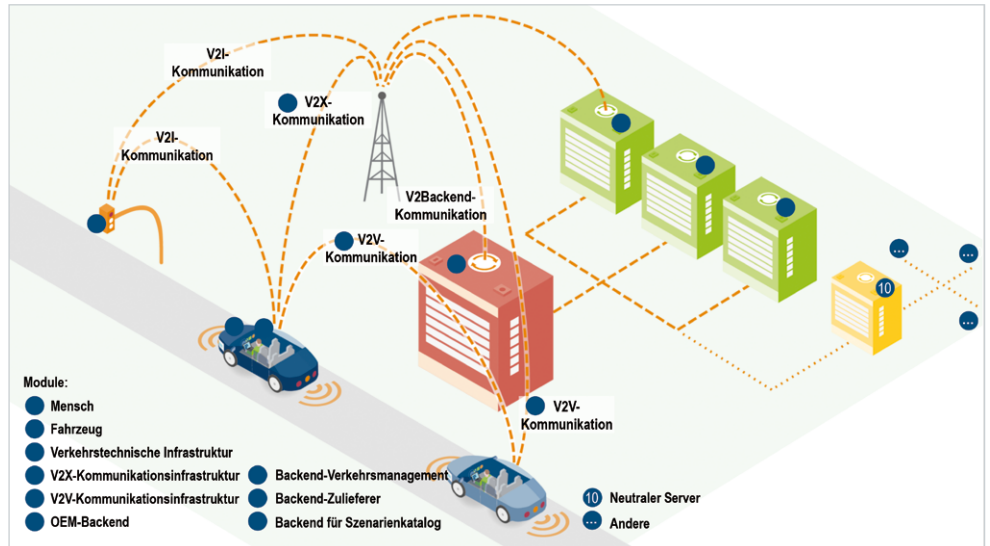 V2I-
Kommunikation
V2X-
Kommunikation
V2I-
Kommunikation
V2Backend-
Kommunikation
V2V-
Kommunikation
...
...
10
...
V2V-
Kommunikation
Module:
Mensch
Fahrzeug
Verkehrstechnische Infrastruktur
V2X-Kommunikationsinfrastruktur
V2V-Kommunikationsinfrastruktur
OEM-Backend
Backend-Verkehrsmanagement
Backend-Zulieferer
Backend für Szenarienkatalog
10 Neutraler Server
... Andere